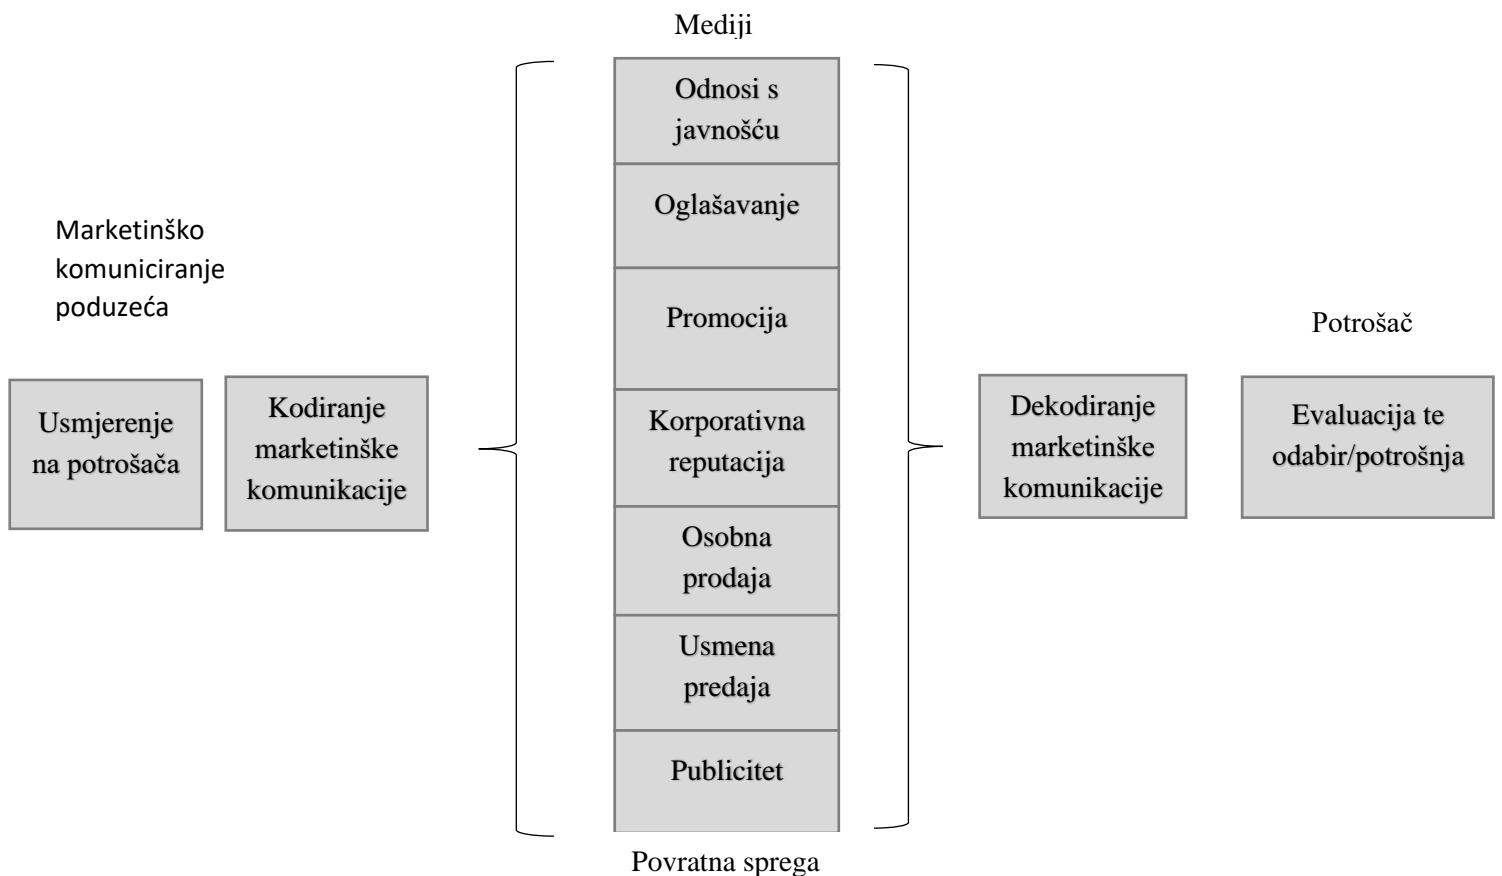 Mediji
Marketinško
komuniciranje
poduzeća
Usmjerenje
na potrošača
Kodiranje
marketinške
komunikacije
Odnosi s
javnošću
Oglašavanje
Promocija
Korporativna
reputacija
Osobna
prodaja
Usmena
predaja
Publicitet
Povratna sprega
Dekodiranje
marketinške
komunikacije
Potrošač
Evaluacija te
odabir/potrošnja